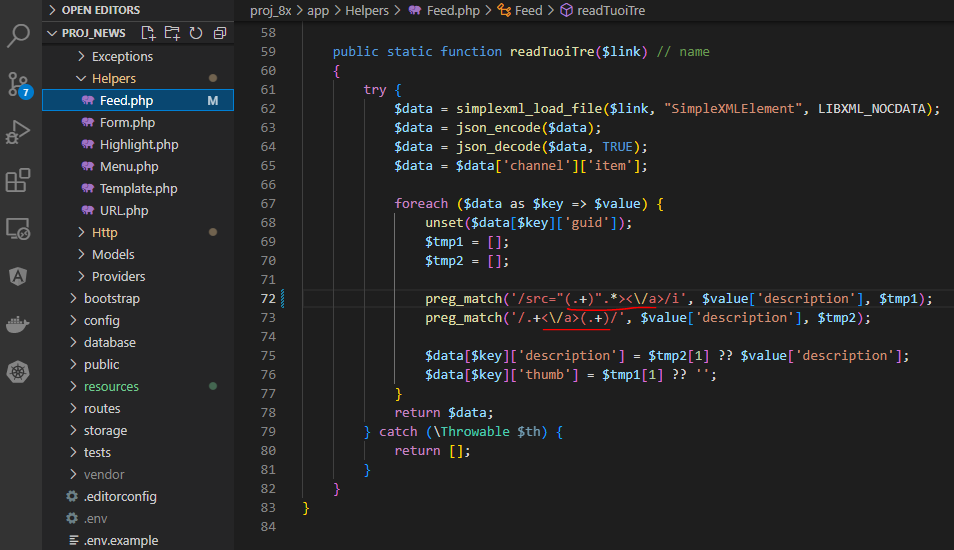 OPEN EDITORS
PROJ_NEWS
Exceptions
Helpers
Feed.php M
Form.php
Highlight.php
Menu.php
Template.php
URL.php
Http
Models
Providers
bootstrap
config
database
public
resources
routes
storage
tests
vendor
.editorconfig
.env
.env.example
7
proj_8x > app > Helpers > Feed.php > Feed > readTuoiTre
58
59 public static function readTuoiTre($link) // name
60 {
61 try {
62 $data = simplexml_load_file($link, "SimpleXMLElement", LIBXML_NOCDATA);
63 $data = json_encode($data);
64 $data = json_decode($data, TRUE);
65 $data = $data['channel']['item'];
66
67 foreach ($data as $key => $value) {
68 unset($data[$key]['guid']);
69 $tmp1 = [];
70 $tmp2 = [];
71
72 preg_match('/src="(.+)".*><\/a>/i', $value['description'], $tmp1);
73 preg_match('/.+<\/a>(.+)/', $value['description'], $tmp2);
74
75 $data[$key]['description'] = $tmp2[1] ?? $value['description'];
76 $data[$key]['thumb'] = $tmp1[1] ?? '';
77 }
78 return $data;
79 } catch (\Throwable $th) {
80 return [];
81 }
82 }
83 }
84